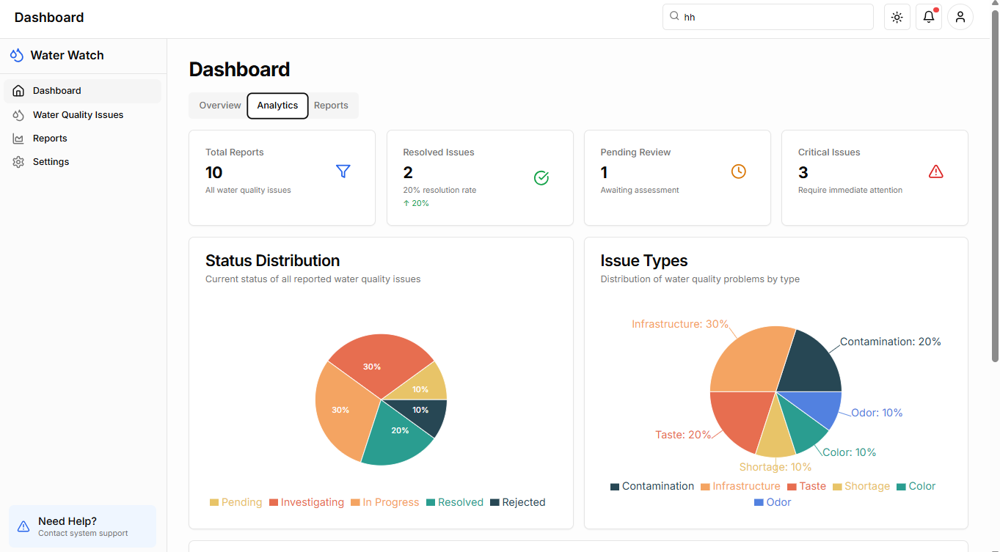 Dashboard
hh
Water Watch
Dashboard
Water Quality Issues
Reports
Settings
Need Help?
Contact system support
Dashboard
Overview Analytics Reports
Total Reports
10
All water quality issues
Resolved Issues
2
20% resolution rate
↑ 20%
Pending Review
1
Awaiting assessment
Critical Issues
3
Require immediate attention
Status Distribution
Current status of all reported water quality issues
30%
10%
30%
10%
20%
Pending Investigating In Progress Resolved Rejected
Issue Types
Distribution of water quality problems by type
Infrastructure: 30%
Contamination: 20%
Odor: 10%
Taste: 20%
Color: 10%
Shortage: 10%
Contamination Infrastructure Taste Shortage Color
Odor